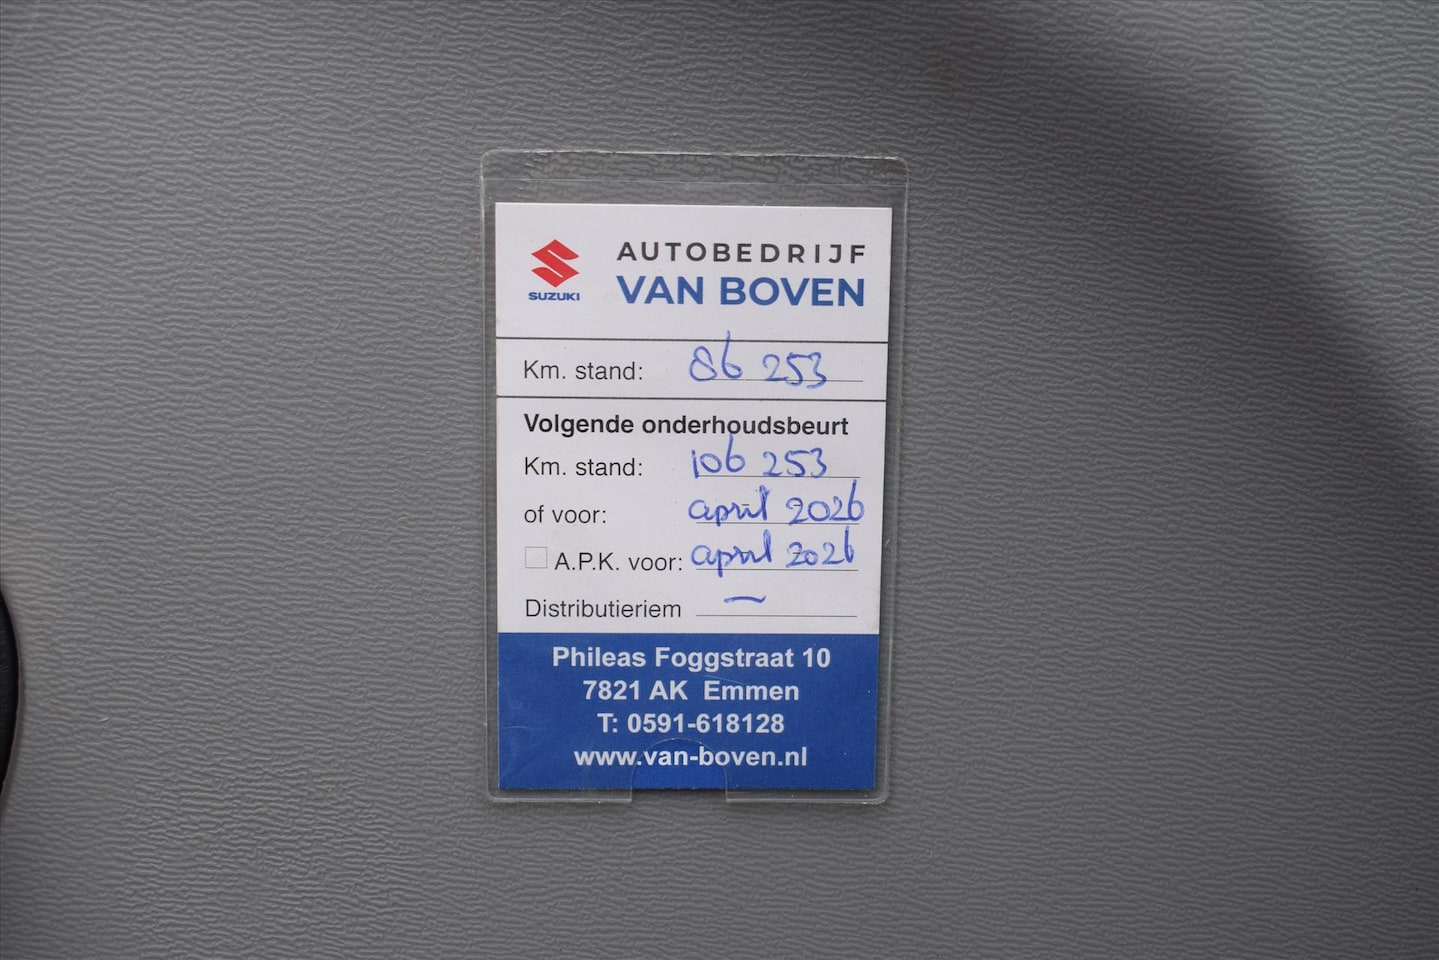 SUZUKI
AUTOBEDRIJF
VAN BOVEN
Km. stand: 86 253
Volgende onderhoudsbeurt
Km. stand: 106 253
of voor: april 2026
A.P.K. voor: april 2026
Distributieriem —
Phileas Foggstraat 10
7821 AK Emmen
T: 0591-618128
www.van-boven.nl